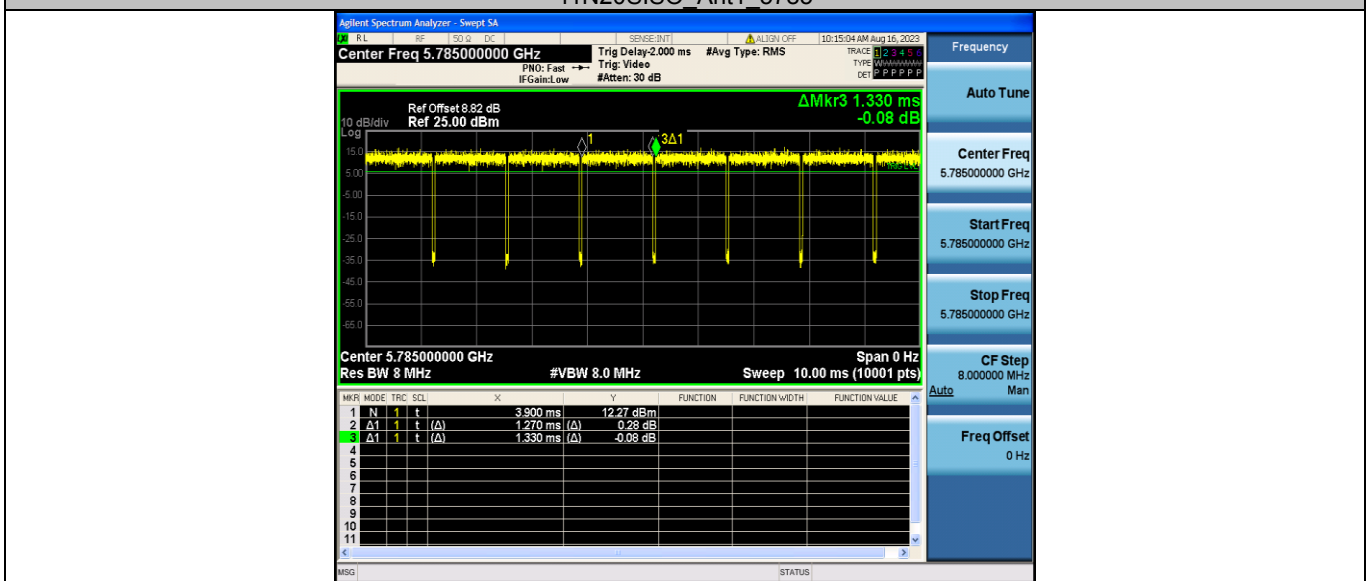 11N20SISO_Ant1_5785
Agilent Spectrum Analyzer - Swept SA
RL RF 50 Ω DC SENSE:INT ALIGN OFF 10:15:04 AM Aug 16, 2023
Center Freq 5.785000000 GHz
PNO: Fast
IFGain:Low
Trig Delay-2.000 ms
Trig: Video
#Atten: 30 dB
#Avg Type: RMS
TRACE 1 2 3 4 5 6
TYPE
DET P P P P P P
Frequency
ΔMkr3 1.330 ms
-0.08 dB
Ref Offset 8.82 dB
10 dB/div Ref 25.00 dBm
Log
1
3Δ1
15.0
5.00
-5.00
-15.0
-25.0
-35.0
-45.0
-55.0
-65.0
Center 5.785000000 GHz Span 0 Hz
Res BW 8 MHz #VBW 8.0 MHz Sweep 10.00 ms (10001 pts)
MKR MODE TRC SCL X Y FUNCTION FUNCTION WIDTH FUNCTION VALUE
1 N 1 t 3.900 ms 12.27 dBm
2 Δ1 1 t (Δ) 1.270 ms (Δ) 0.28 dB
3 Δ1 1 t (Δ) 1.330 ms (Δ) -0.08 dB
4
5
6
7
8
9
10
11
Auto Tune
Center Freq
5.785000000 GHz
Start Freq
5.785000000 GHz
Stop Freq
5.785000000 GHz
CF Step
8.000000 MHz
Auto Man
Freq Offset
0 Hz
MSG STATUS